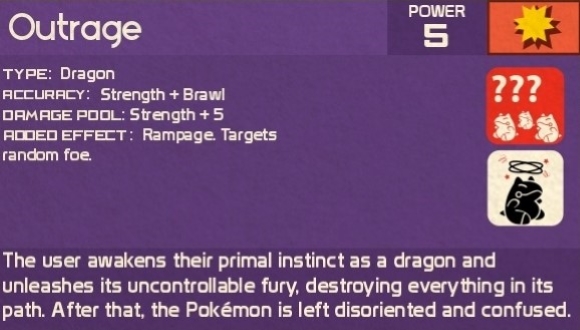 Outrage
POWER
5
TYPE: Dragon
ACCURACY: Strength + Brawl
DAMAGE POOL: Strength + 5
ADDED EFFECT: Rampage. Targets
random foe.
???
The user awakens their primal instinct as a dragon and
unleashes its uncontrollable fury, destroying everything in its
path. After that, the Pokémon is left disoriented and confused.